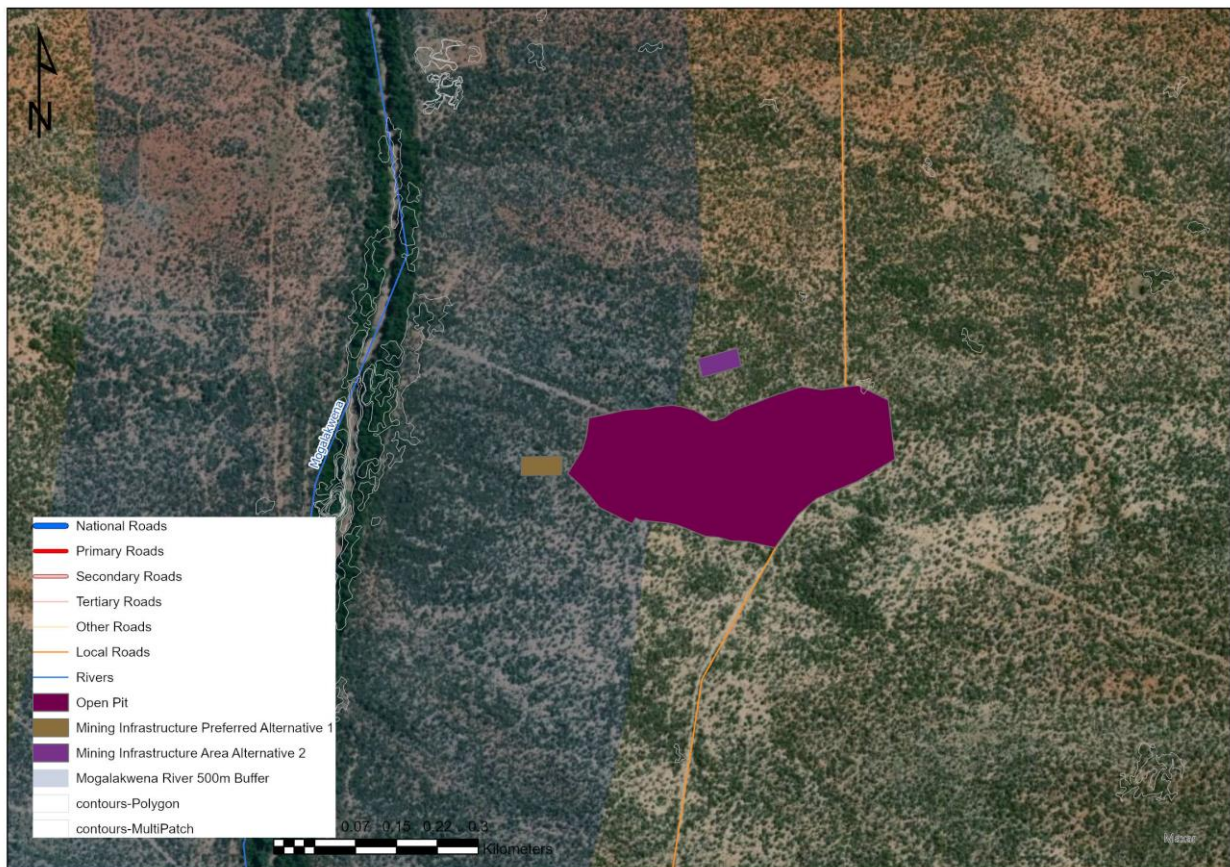 N
Mogalakwena
National Roads
Primary Roads
Secondary Roads
Tertiary Roads
Other Roads
Local Roads
Rivers
Open Pit
Mining Infrastructure Preferred Alternative 1
Mining Infrastructure Area Alternative 2
Mogalakwena River 500m Buffer
contours-Polygon
contours-MultiPatch
0.07 0.15 0.22 0.3
Kilometers
Maxar